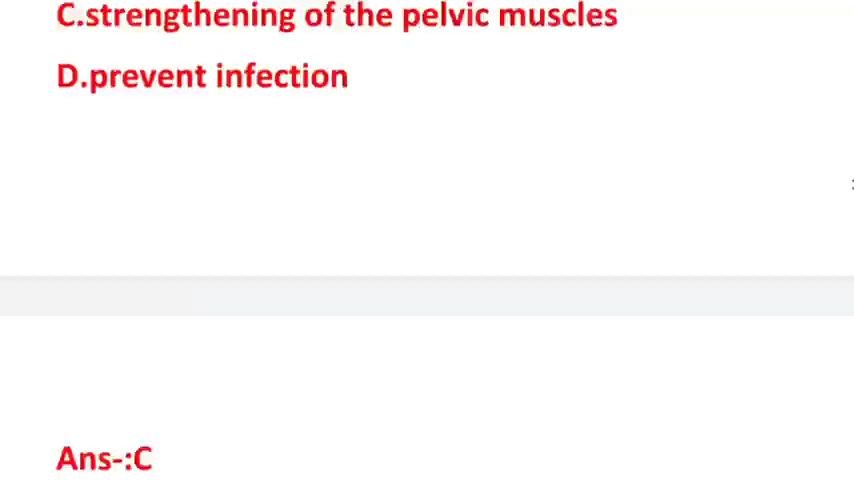 C.strengthening of the pelvic muscles
D.prevent infection
Ans-:C